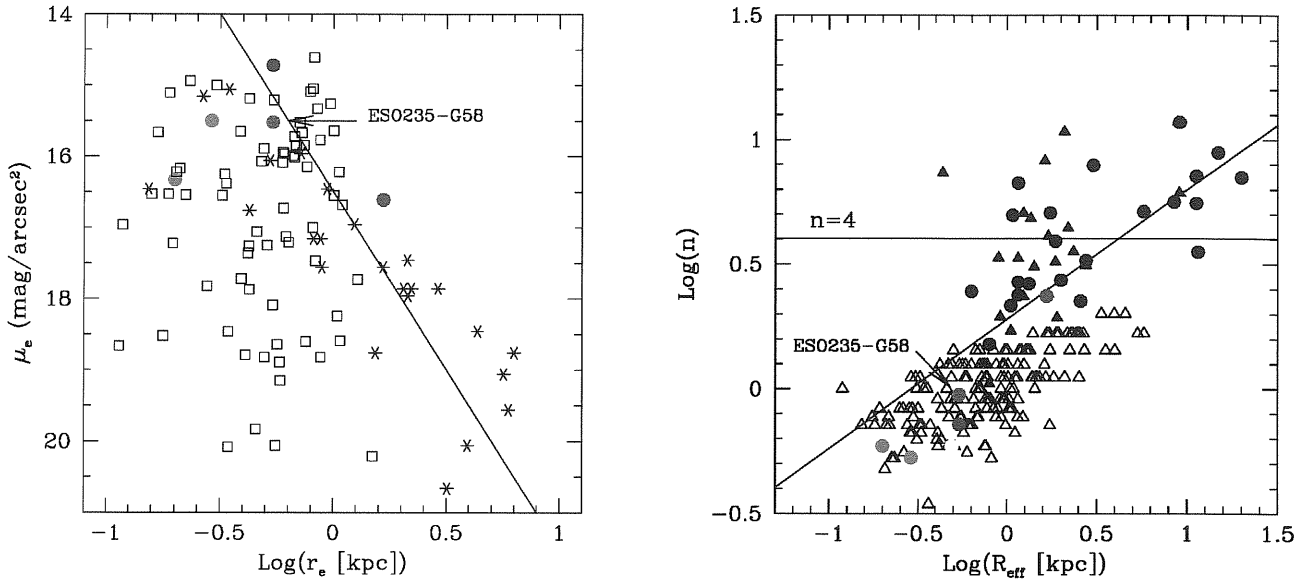 14
16
18
20
μe (mag/arcsec²)
ESO235-G58
−1
−0.5
0
0.5
1
Log(re [kpc])
1.5
1
0.5
0
−0.5
Log(n)
n=4
ESO235-G58
−1
−0.5
0
0.5
1
1.5
Log(Reff [kpc])